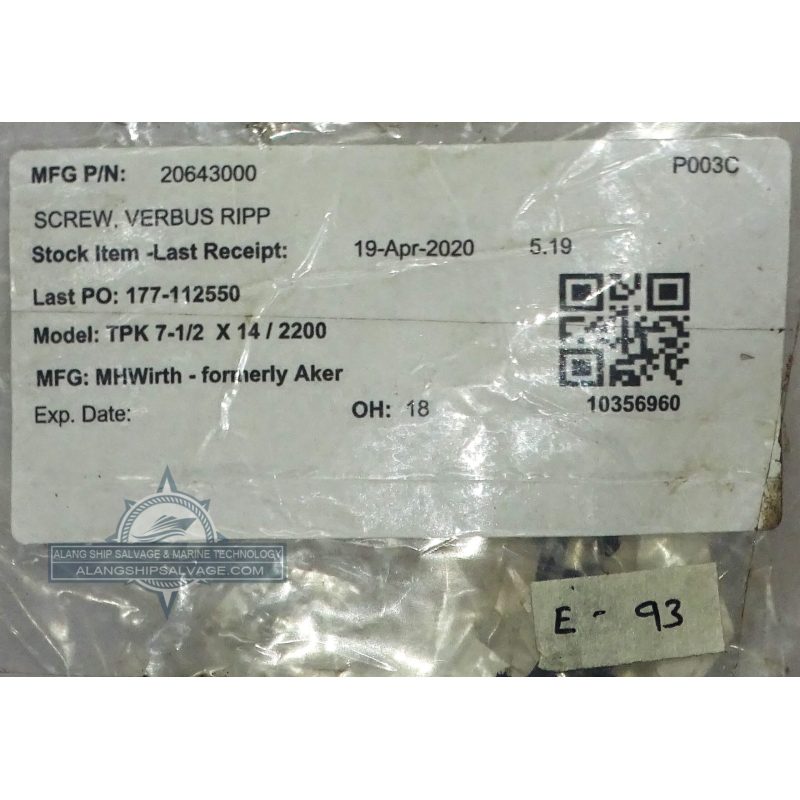 MFG P/N: 20643000 P003C
SCREW, VERBUS RIPP
Stock Item -Last Receipt: 19-Apr-2020 5.19
Last PO: 177-112550
Model: TPK 7-1/2 X 14 / 2200
MFG: MHWirth - formerly Aker
Exp. Date: OH: 18
10356960
ALANG SHIP SALVAGE & MARINE TECHNOLOGY
ALANGSHIPSALVAGE.COM
E - 93